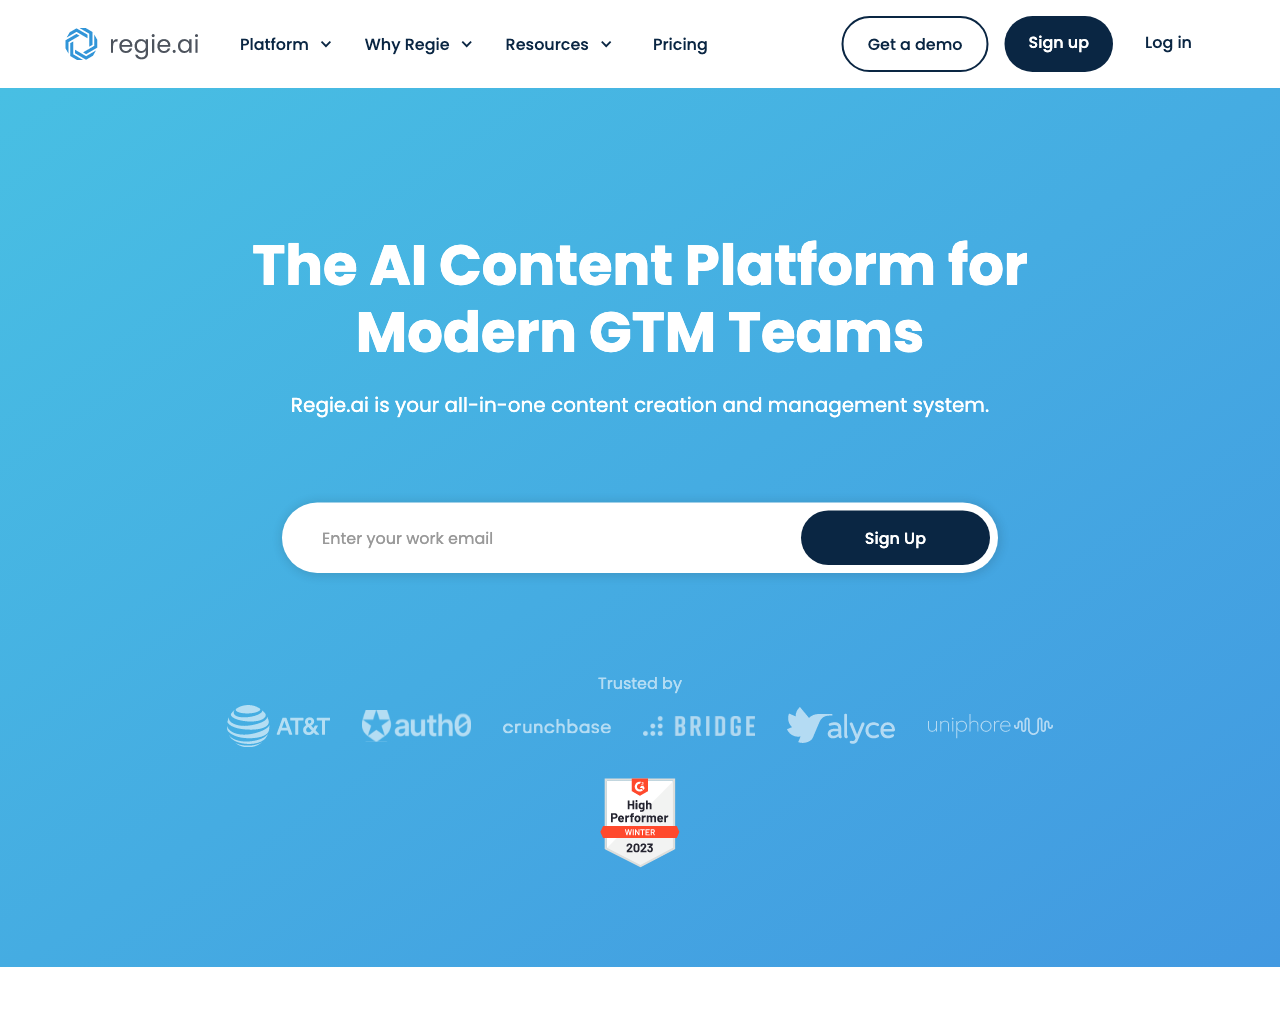 regie.ai Platform Why Regie Resources Pricing Get a demo Sign up Log in
The AI Content Platform for
Modern GTM Teams
Regie.ai is your all-in-one content creation and management system.
Enter your work email Sign Up
Trusted by
AT&T auth0 crunchbase BRIDGE alyce uniphore
High
Performer
WINTER
2023